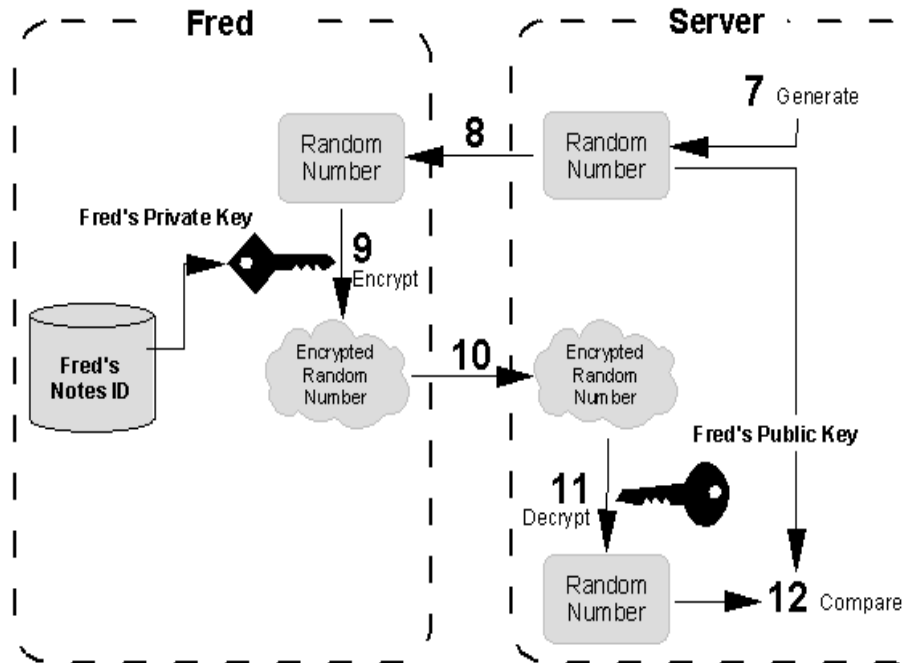 Fred
Server
7 Generate
Random
Number
8
Random
Number
Fred's Private Key
9
Encrypt
Fred's
Notes ID
Encrypted
Random
Number
10
Encrypted
Random
Number
Fred's Public Key
11
Decrypt
Random
Number
12 Compare